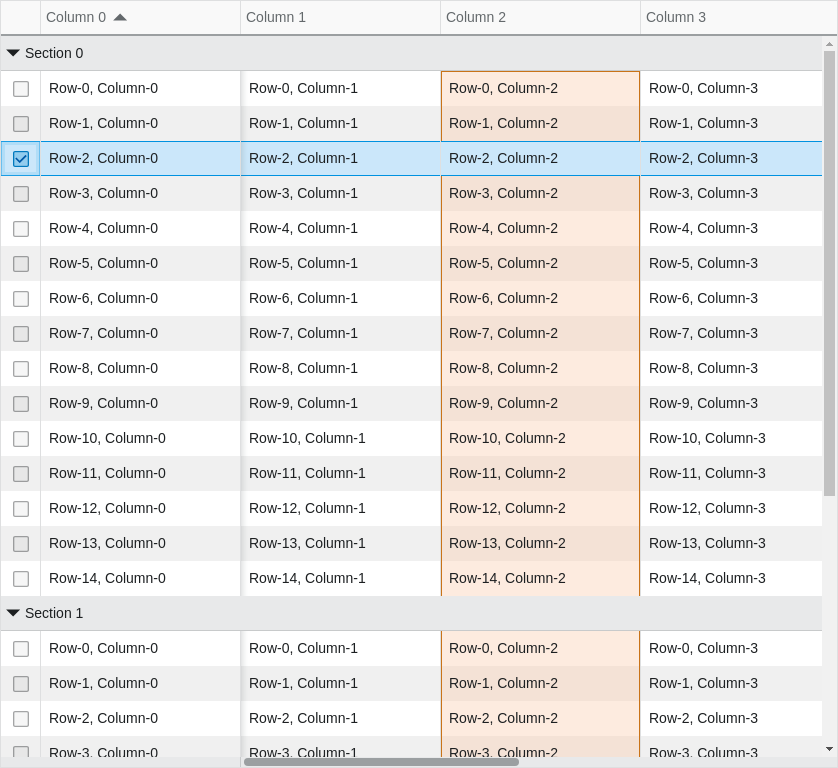 Column 0 Column 1 Column 2 Column 3
Section 0
Row-0, Column-0 Row-0, Column-1 Row-0, Column-2 Row-0, Column-3
Row-1, Column-0 Row-1, Column-1 Row-1, Column-2 Row-1, Column-3
Row-2, Column-0 Row-2, Column-1 Row-2, Column-2 Row-2, Column-3
Row-3, Column-0 Row-3, Column-1 Row-3, Column-2 Row-3, Column-3
Row-4, Column-0 Row-4, Column-1 Row-4, Column-2 Row-4, Column-3
Row-5, Column-0 Row-5, Column-1 Row-5, Column-2 Row-5, Column-3
Row-6, Column-0 Row-6, Column-1 Row-6, Column-2 Row-6, Column-3
Row-7, Column-0 Row-7, Column-1 Row-7, Column-2 Row-7, Column-3
Row-8, Column-0 Row-8, Column-1 Row-8, Column-2 Row-8, Column-3
Row-9, Column-0 Row-9, Column-1 Row-9, Column-2 Row-9, Column-3
Row-10, Column-0 Row-10, Column-1 Row-10, Column-2 Row-10, Column-3
Row-11, Column-0 Row-11, Column-1 Row-11, Column-2 Row-11, Column-3
Row-12, Column-0 Row-12, Column-1 Row-12, Column-2 Row-12, Column-3
Row-13, Column-0 Row-13, Column-1 Row-13, Column-2 Row-13, Column-3
Row-14, Column-0 Row-14, Column-1 Row-14, Column-2 Row-14, Column-3
Section 1
Row-0, Column-0 Row-0, Column-1 Row-0, Column-2 Row-0, Column-3
Row-1, Column-0 Row-1, Column-1 Row-1, Column-2 Row-1, Column-3
Row-2, Column-0 Row-2, Column-1 Row-2, Column-2 Row-2, Column-3
Row-3, Column-0 Row-3, Column-1 Row-3, Column-2 Row-3, Column-3